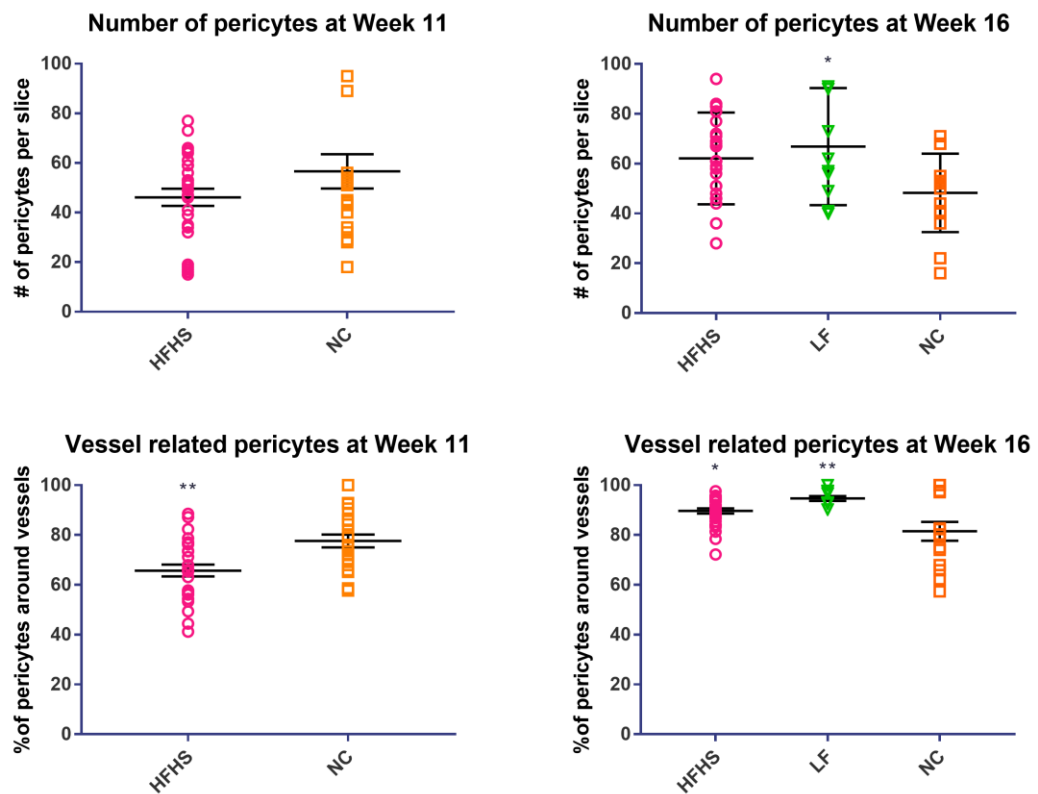 Number of pericytes at Week 11
# of pericytes per slice
100
80
60
40
20
0
HFHS
NC
Number of pericytes at Week 16
*
# of pericytes per slice
100
80
60
40
20
0
HFHS
LF
NC
Vessel related pericytes at Week 11
**
%of pericytes around vessels
100
80
60
40
20
0
HFHS
NC
Vessel related pericytes at Week 16
*
**
%of pericytes around vessels
100
80
60
40
20
0
HFHS
LF
NC